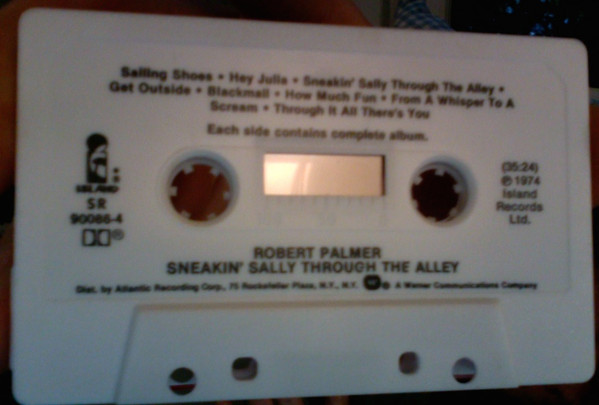 Sailing Shoes • Hey Julia • Sneakin' Sally Through The Alley •
Get Outside • Blackmail • How Much Fun • From A Whisper To A
Scream • Through It All There's You
Each side contains complete album.
ISLAND
SR
90086-4
(35:24)
℗ 1974
Island
Records
Ltd.
ROBERT PALMER
SNEAKIN' SALLY THROUGH THE ALLEY
Dist. by Atlantic Recording Corp., 75 Rockefeller Plaza, N.Y., N.Y. A Warner Communications Company